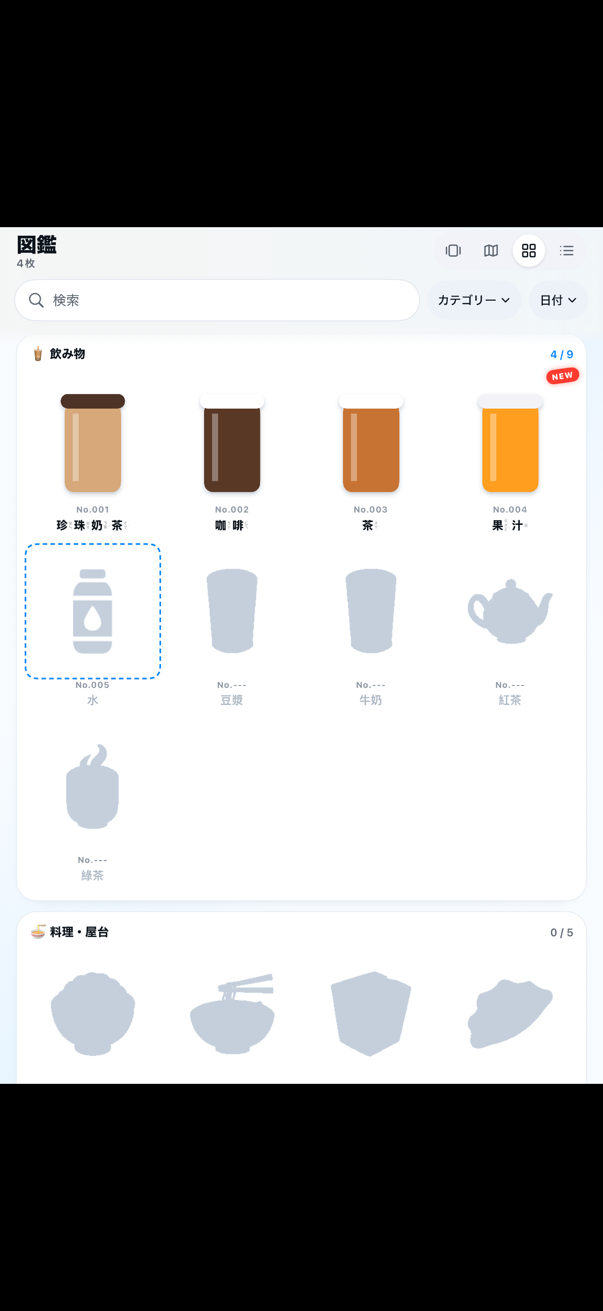 図鑑
4枚
検索
カテゴリー
日付
飲み物
4 / 9
NEW
No.001
No.002
No.003
No.004
珍珠奶茶
咖啡
茶
果汁
No.005
No.---
No.---
No.---
水
豆漿
牛奶
紅茶
No.---
綠茶
料理・屋台
0 / 5